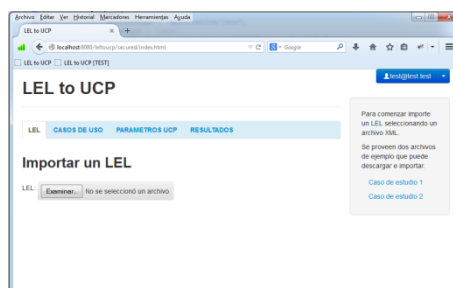 Archivo Editar Ver Historial Marcadores Herramientas Ayuda
LEL to UCP
localhost:8080/leltoucp/secured/index.html
Google
LEL to UCP LEL to UCP [TEST]
test@test.test
LEL to UCP
LEL CASOS DE USO PARAMETROS UCP RESULTADOS
Importar un LEL
LEL: Examinar... No se seleccionó un archivo.
Para comenzar importe
un LEL seleccionando un
archivo XML.
Se proveen dos archivos
de ejemplo que puede
descargar e importar.
Caso de estudio 1
Caso de estudio 2